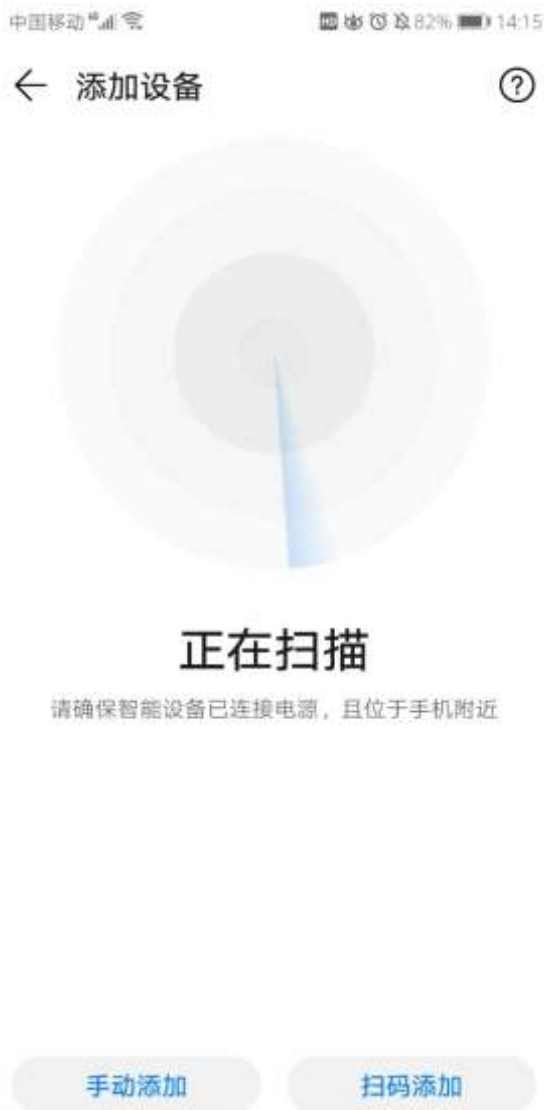 中国移动 82% 14:15
添加设备
正在扫描
请确保智能设备已连接电源，且位于手机附近
手动添加 扫码添加